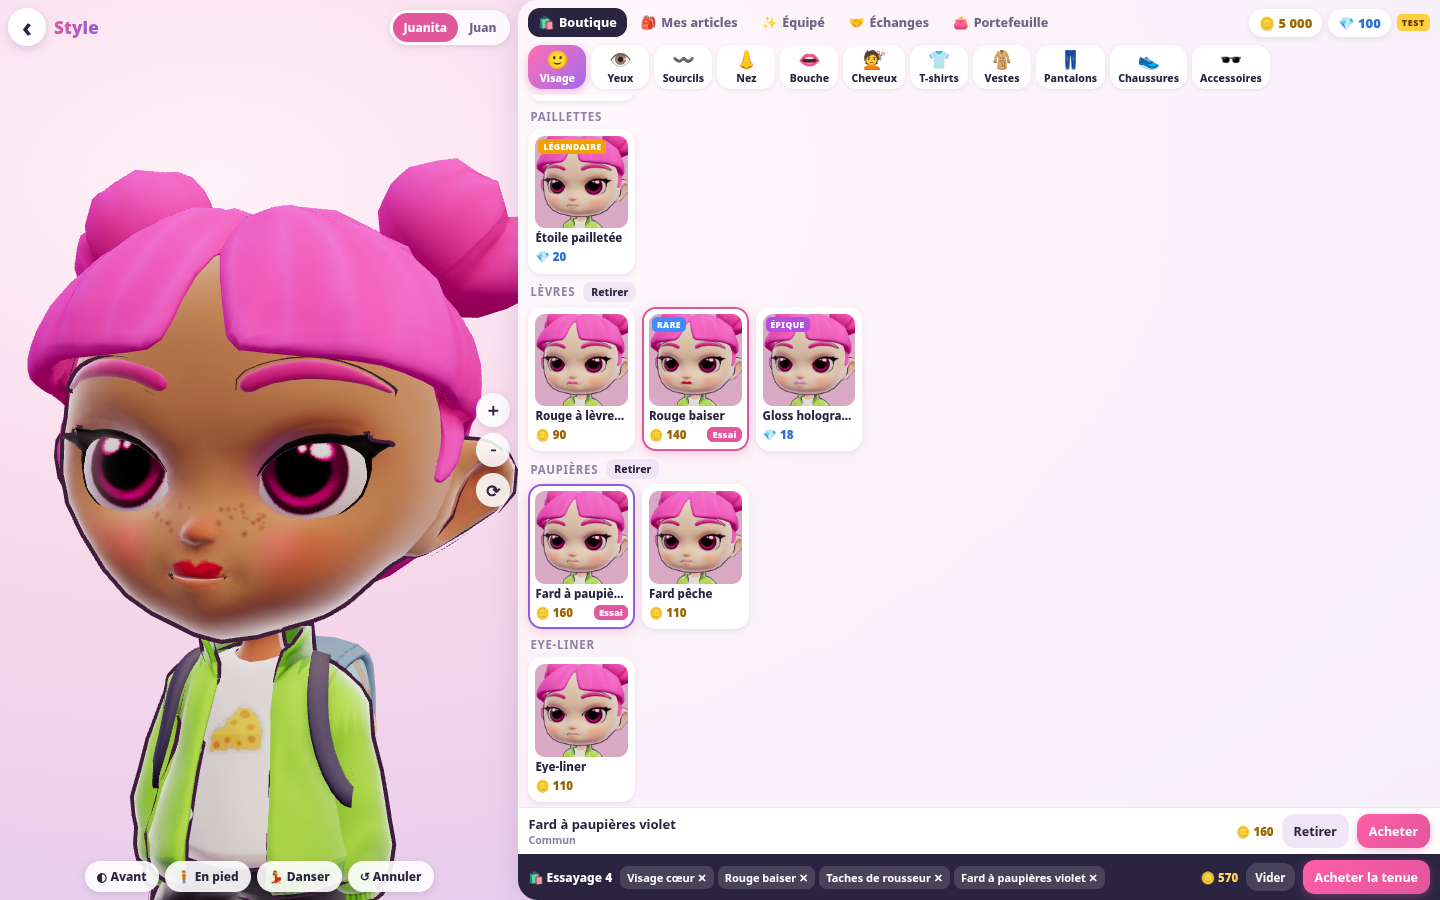 Style
Juanita
Juan
Boutique
Mes articles
Équipé
Échanges
Portefeuille
5 000
100
TEST
Visage
Yeux
Sourcils
Nez
Bouche
Cheveux
T-shirts
Vestes
Pantalons
Chaussures
Accessoires
PAILLETTES
LÉGENDAIRE
Étoile pailletée
20
LÈVRES
Retirer
RARE
ÉPIQUE
Rouge à lèvre...
Rouge baiser
Gloss hologra...
90
140
Essai
18
PAUPIÈRES
Retirer
Fard à paupiè...
Fard pêche
160
Essai
110
EYE-LINER
Eye-liner
110
+
-
Avant
En pied
Danser
Annuler
Fard à paupières violet
Commun
160
Retirer
Acheter
Essayage 4
Visage cœur ✕
Rouge baiser ✕
Taches de rousseur ✕
Fard à paupières violet ✕
570
Vider
Acheter la tenue